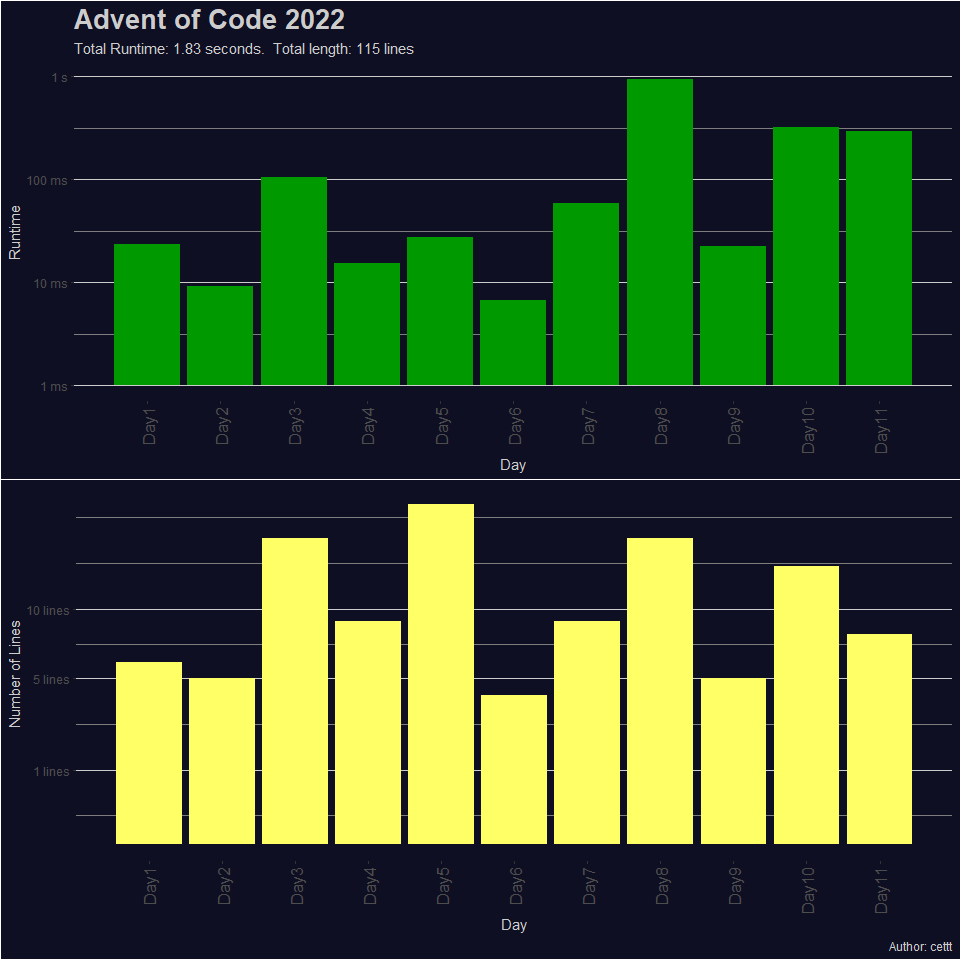 Advent of Code 2022
Total Runtime: 1.83 seconds.  Total length: 115 lines
Runtime
1 s
100 ms
10 ms
1 ms
Day1
Day2
Day3
Day4
Day5
Day6
Day7
Day8
Day9
Day10
Day11
Day
Number of Lines
10 lines
5 lines
1 lines
Day1
Day2
Day3
Day4
Day5
Day6
Day7
Day8
Day9
Day10
Day11
Day
Author: cettt